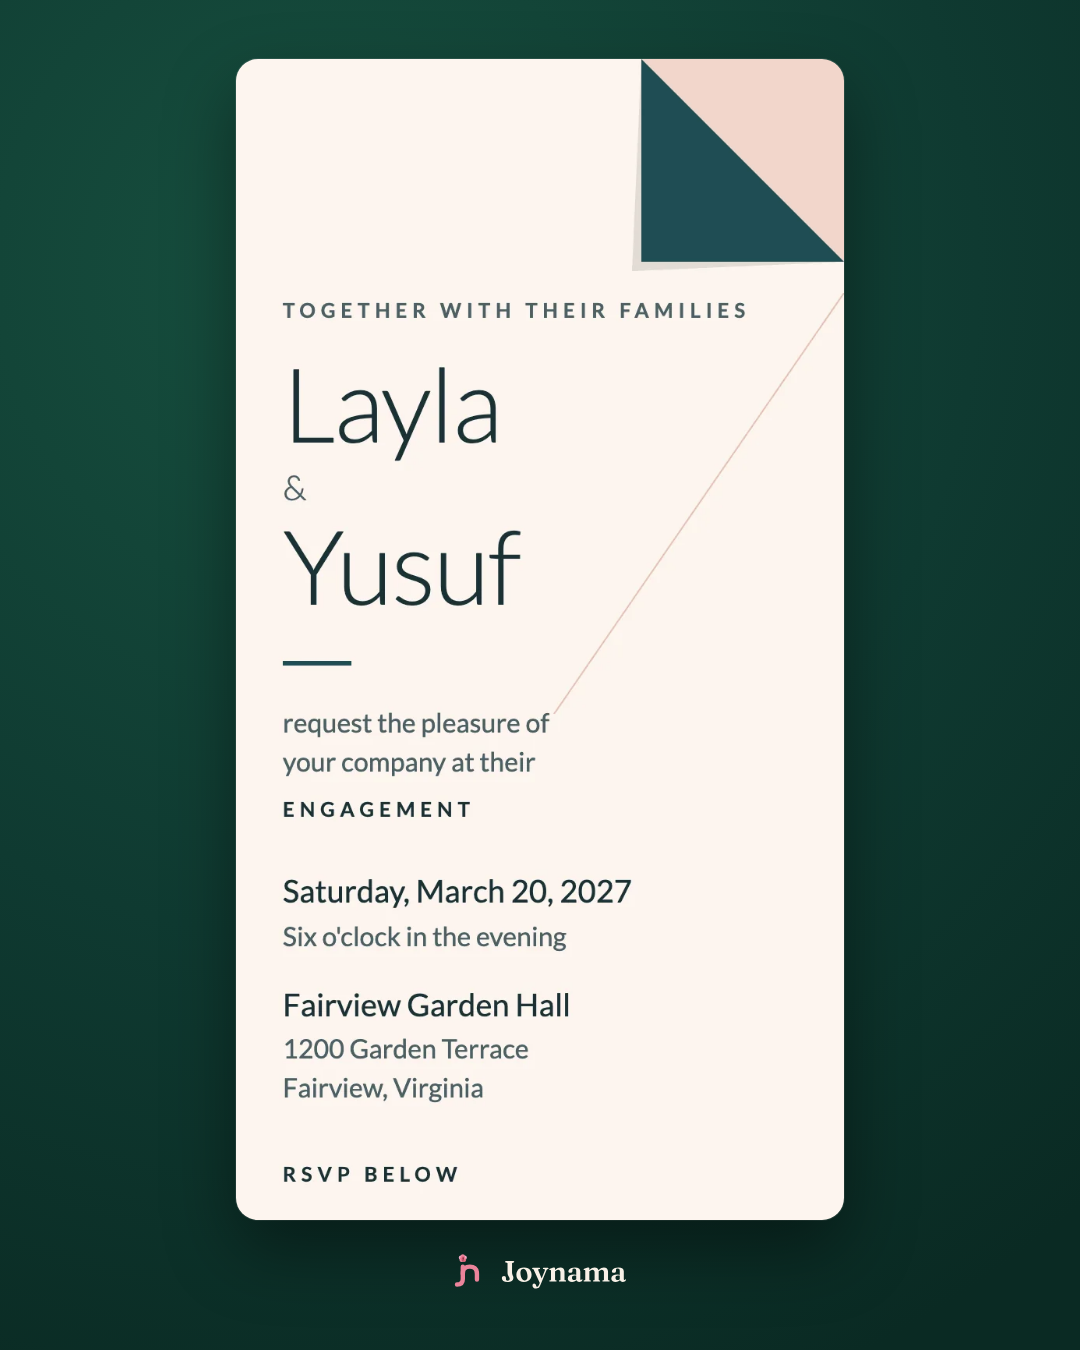 TOGETHER WITH THEIR FAMILIES
Layla
&
Yusuf
request the pleasure of
your company at their
ENGAGEMENT
Saturday, March 20, 2027
Six o'clock in the evening
Fairview Garden Hall
1200 Garden Terrace
Fairview, Virginia
RSVP BELOW
Joynama